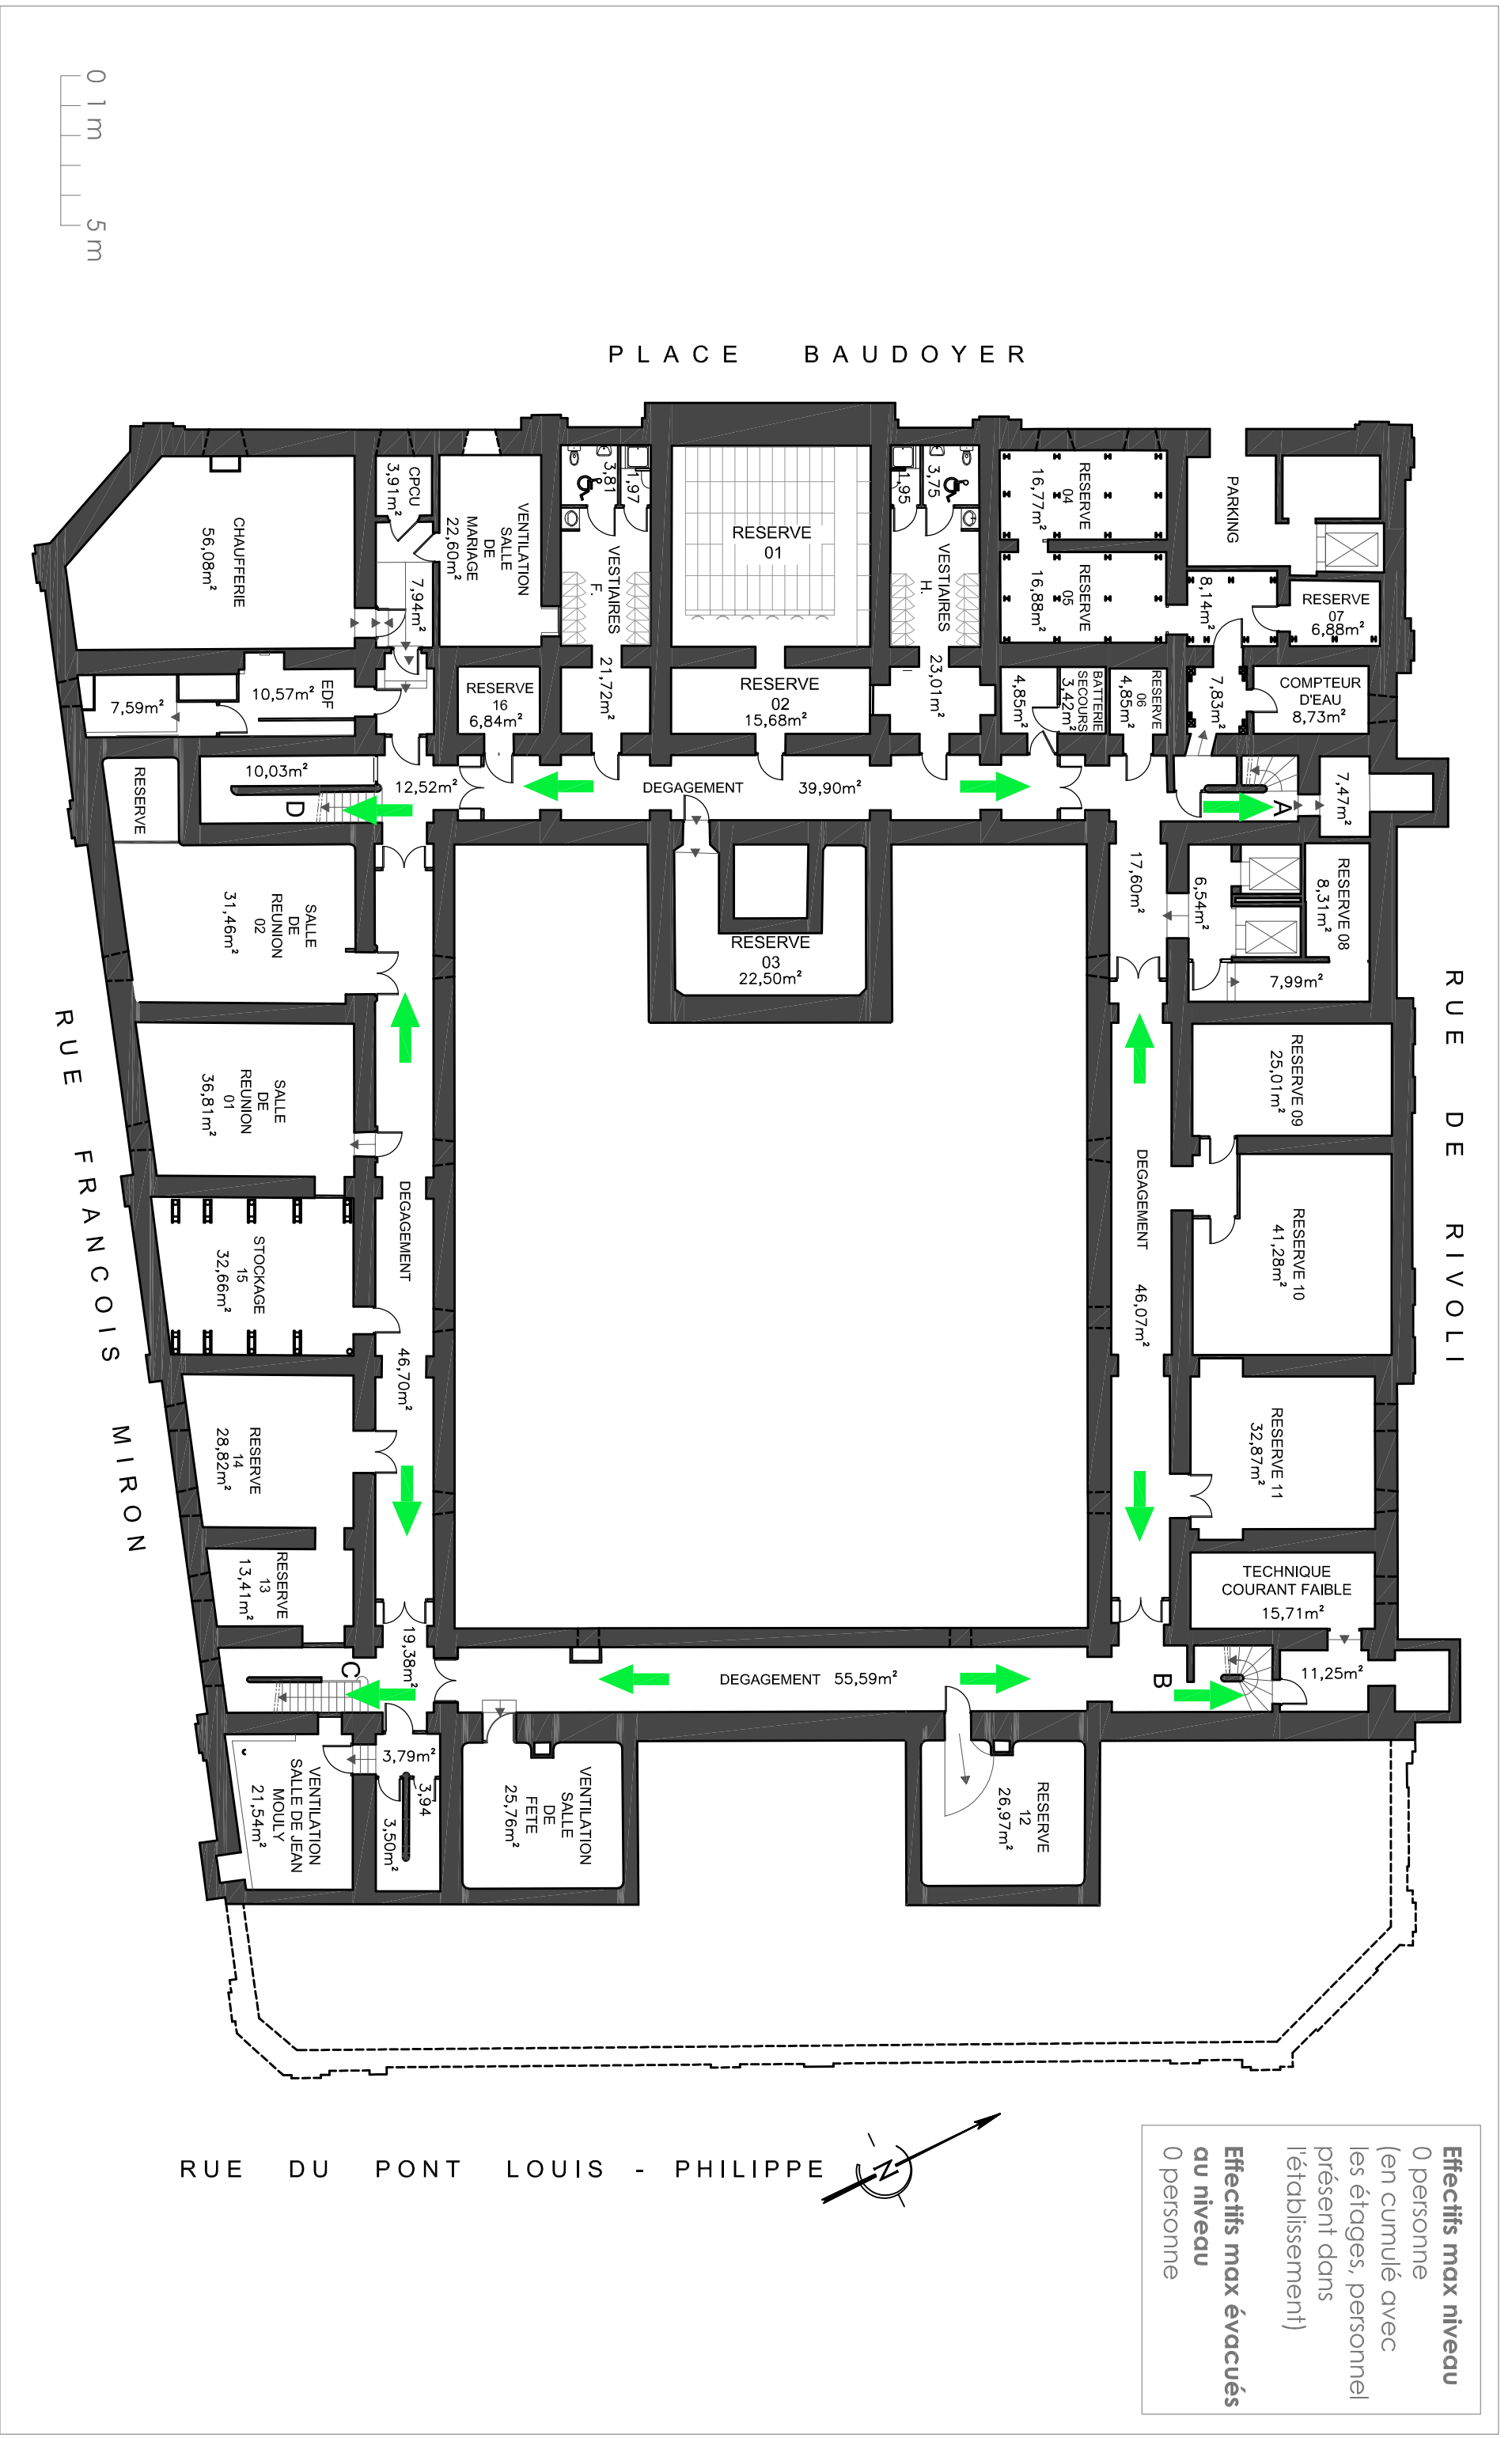 0 1 m 5 m
PLACE BAUDOYER
CHAUFFERIE
56,08m²
CPCU
3,91m²
7,94m²
VENTILATION
SALLE
DE
MARIAGE
22,60m²
3,81
1,97
VESTIAIRES
F.
21,72m²
RESERVE
01
1,95
3,75
VESTIAIRES
H.
23,01m²
RESERVE
04
16,77m²
RESERVE
05
16,88m²
PARKING
8,14m²
RESERVE
07
6,88m²
EDF
10,57m²
7,59m²
RESERVE
16
6,84m²
RESERVE
02
15,68m²
4,85m²
BATTERIE
SECOURS
3,42m²
RESERVE
06
4,85m²
7,83m²
COMPTEUR
D'EAU
8,73m²
RESERVE
10,03m²
D
12,52m²
DEGAGEMENT 39,90m²
A
7,47m²
RESERVE
03
22,50m²
17,60m²
6,54m²
RESERVE 08
8,31m²
7,99m²
SALLE
DE
REUNION
02
31,46m²
SALLE
DE
REUNION
01
36,81m²
STOCKAGE
15
32,66m²
RESERVE
14
28,82m²
RESERVE
13
13,41m²
DEGAGEMENT 46,70m²
DEGAGEMENT 46,07m²
RESERVE 09
25,01m²
RESERVE 10
41,28m²
RESERVE 11
32,87m²
TECHNIQUE
COURANT FAIBLE
15,71m²
RUE DE RIVOLI
RUE FRANCOIS MIRON
19,38m²
C
DEGAGEMENT 55,59m²
B
11,25m²
3,79m²
3,94
3,50m²
VENTILATION
SALLE DE JEAN
MOULY
21,54m²
VENTILATION
SALLE
DE
FETE
25,76m²
RESERVE
12
26,97m²
RUE DU PONT LOUIS - PHILIPPE
N
Effectifs max niveau
0 personne
(en cumulé avec
les étages, personnel
présent dans
l'établissement)
Effectifs max évacués
au niveau
0 personne